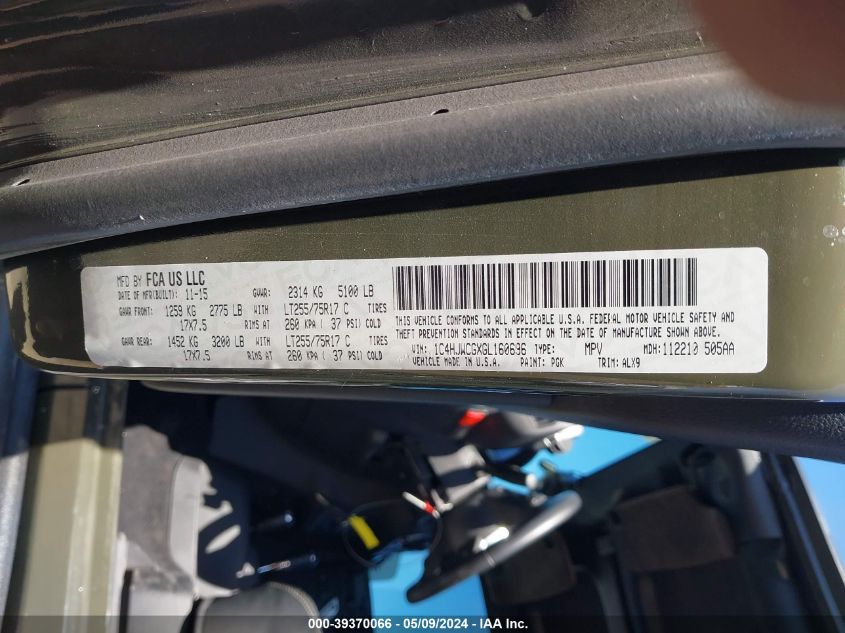 MFD BY FCA US LLC
DATE OF MFR(BUILT) 11-15 GVWR: 2314 KG 5100 LB
GAWR FRONT: 1259 KG 2775 LB WITH LT255/75R17 C TIRES
17X7.5 RIMS AT 260 KPA ( 37 PSI) COLD
GAWR REAR: 1452 KG 3200 LB WITH LT255/75R17 C TIRES
17X7.5 RIMS AT 260 KPA ( 37 PSI) COLD
THIS VEHICLE CONFORMS TO ALL APPLICABLE U.S.A. FEDERAL MOTOR VEHICLE SAFETY AND
THEFT PREVENTION STANDARDS IN EFFECT ON THE DATE OF MANUFACTURE SHOWN ABOVE
VIN: 1C4HJWCGXGL160696 TYPE: MPV MDH: 112210 505AA
VEHICLE MADE IN U.S.A. PAINT: PGK TRIM: ALX9
000-39370066 - 05/09/2024 - IAA Inc.